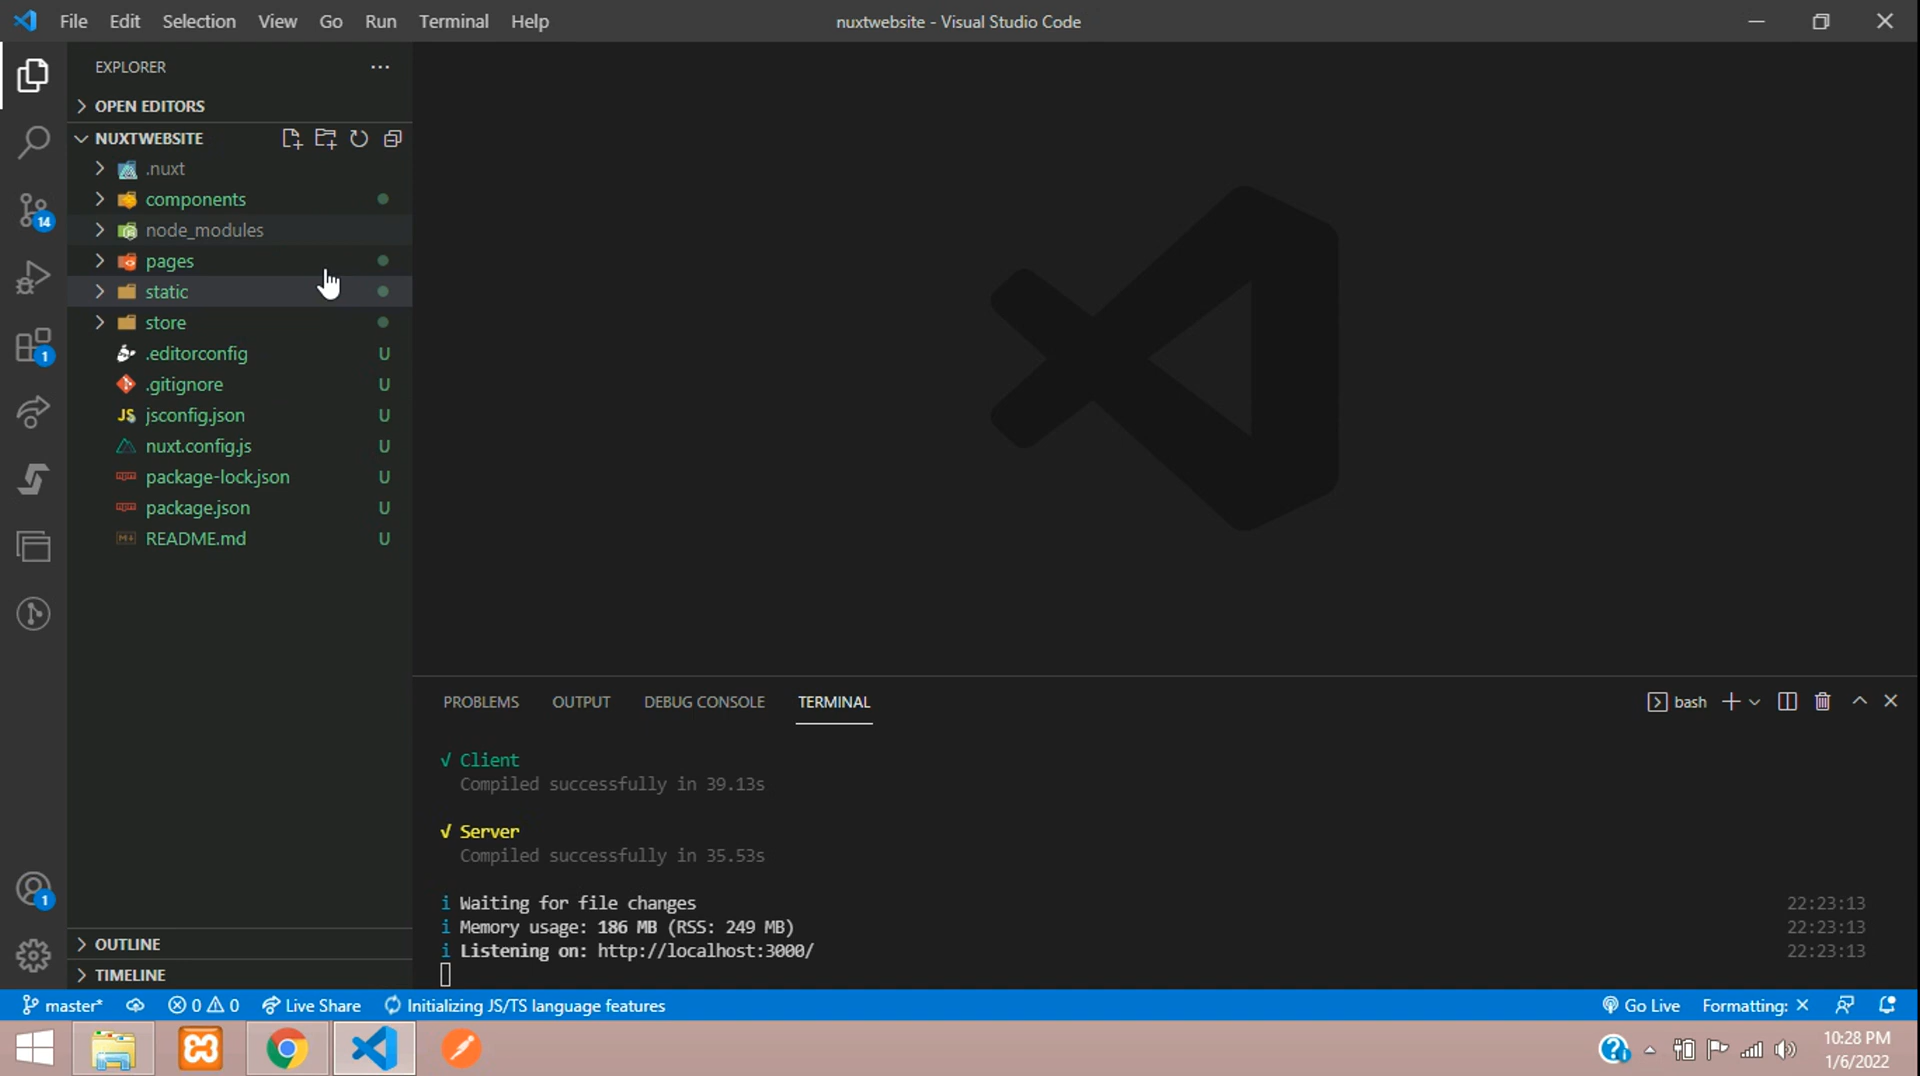 File Edit Selection View Go Run Terminal Help
nuxtwebsite - Visual Studio Code
EXPLORER
OPEN EDITORS
NUXTWEBSITE
.nuxt
components
node_modules
pages
static
store
.editorconfig U
.gitignore U
JS jsconfig.json U
nuxt.config.js U
package-lock.json U
package.json U
README.md U
OUTLINE
TIMELINE
14
1
1
PROBLEMS OUTPUT DEBUG CONSOLE TERMINAL
bash
√ Client
Compiled successfully in 39.13s
√ Server
Compiled successfully in 35.53s
i Waiting for file changes 22:23:13
i Memory usage: 186 MB (RSS: 249 MB) 22:23:13
i Listening on: http://localhost:3000/ 22:23:13
master* 0 0 Live Share Initializing JS/TS language features
Go Live Formatting: ×
10:28 PM
1/6/2022